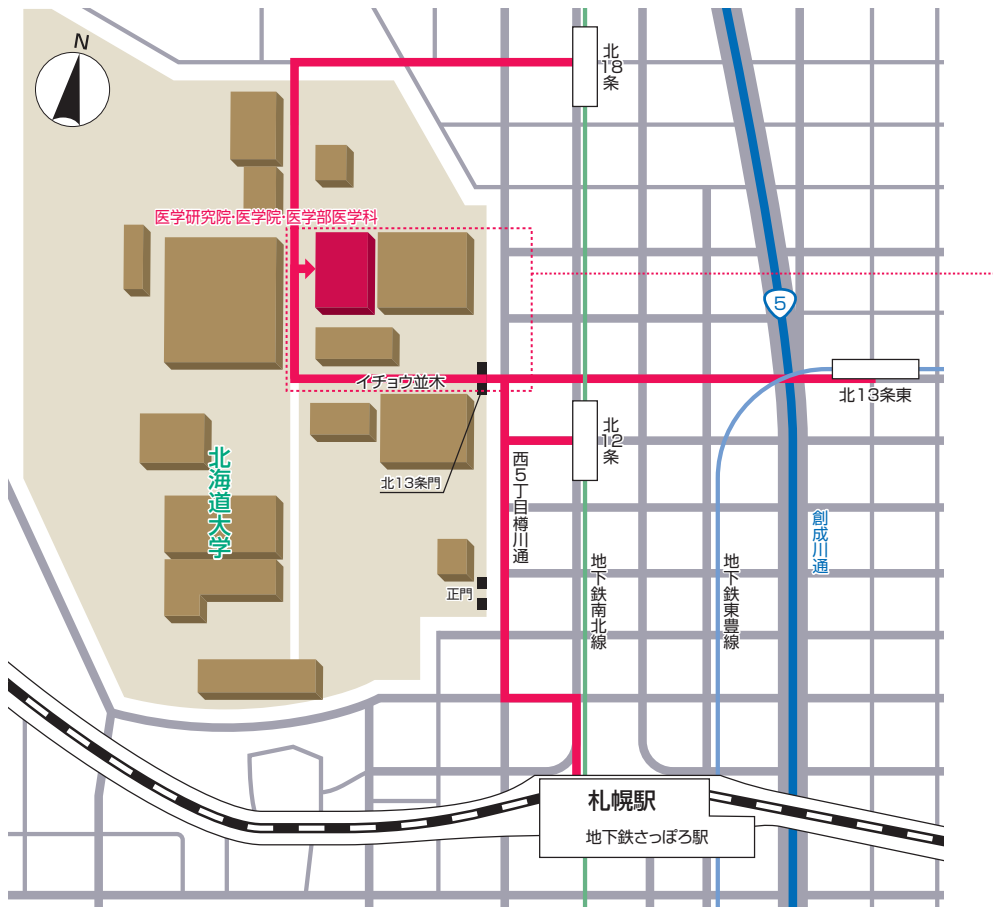 N
北18条
医学研究院・医学院・医学部医学科
5
イチョウ並木
北13条東
北12条
北13条門
西5丁目樽川通
北海道大学
創成川通
地下鉄南北線
地下鉄東豊線
正門
札幌駅
地下鉄さっぽろ駅